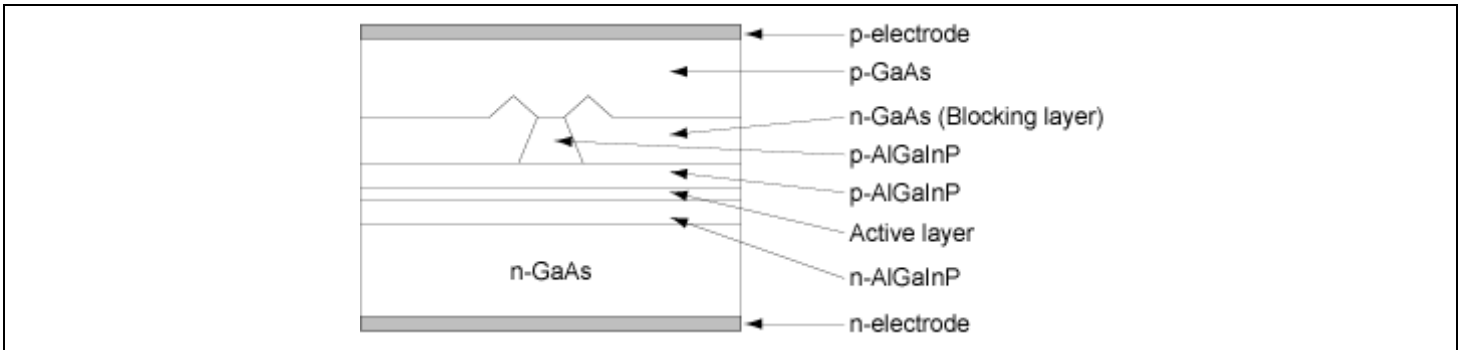 p-electrode
p-GaAs
n-GaAs (Blocking layer)
p-AlGaInP
p-AlGaInP
Active layer
n-AlGaInP
n-GaAs
n-electrode